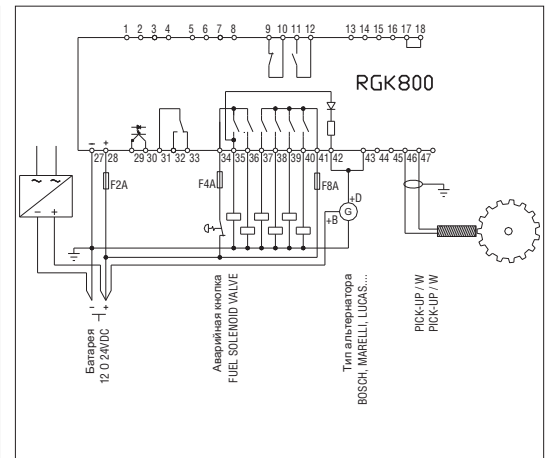 1 2 3 4 5 6 7 8 9 10 11 12 13 14 15 16 17 18
RGK800
− +
27 28 29 30 31 32 33 34 35 36 37 38 39 40 41 42 43 44 45 46 47
~ ~
− +
F2A
F4A
F8A
+D
+B
G
− +
Батарея
12 O 24VDC
Аварийная кнопка
FUEL SOLENOID VALVE
Тип альтернатора
BOSCH, MARELLI, LUCAS....
PICK-UP / W
PICK-UP / W